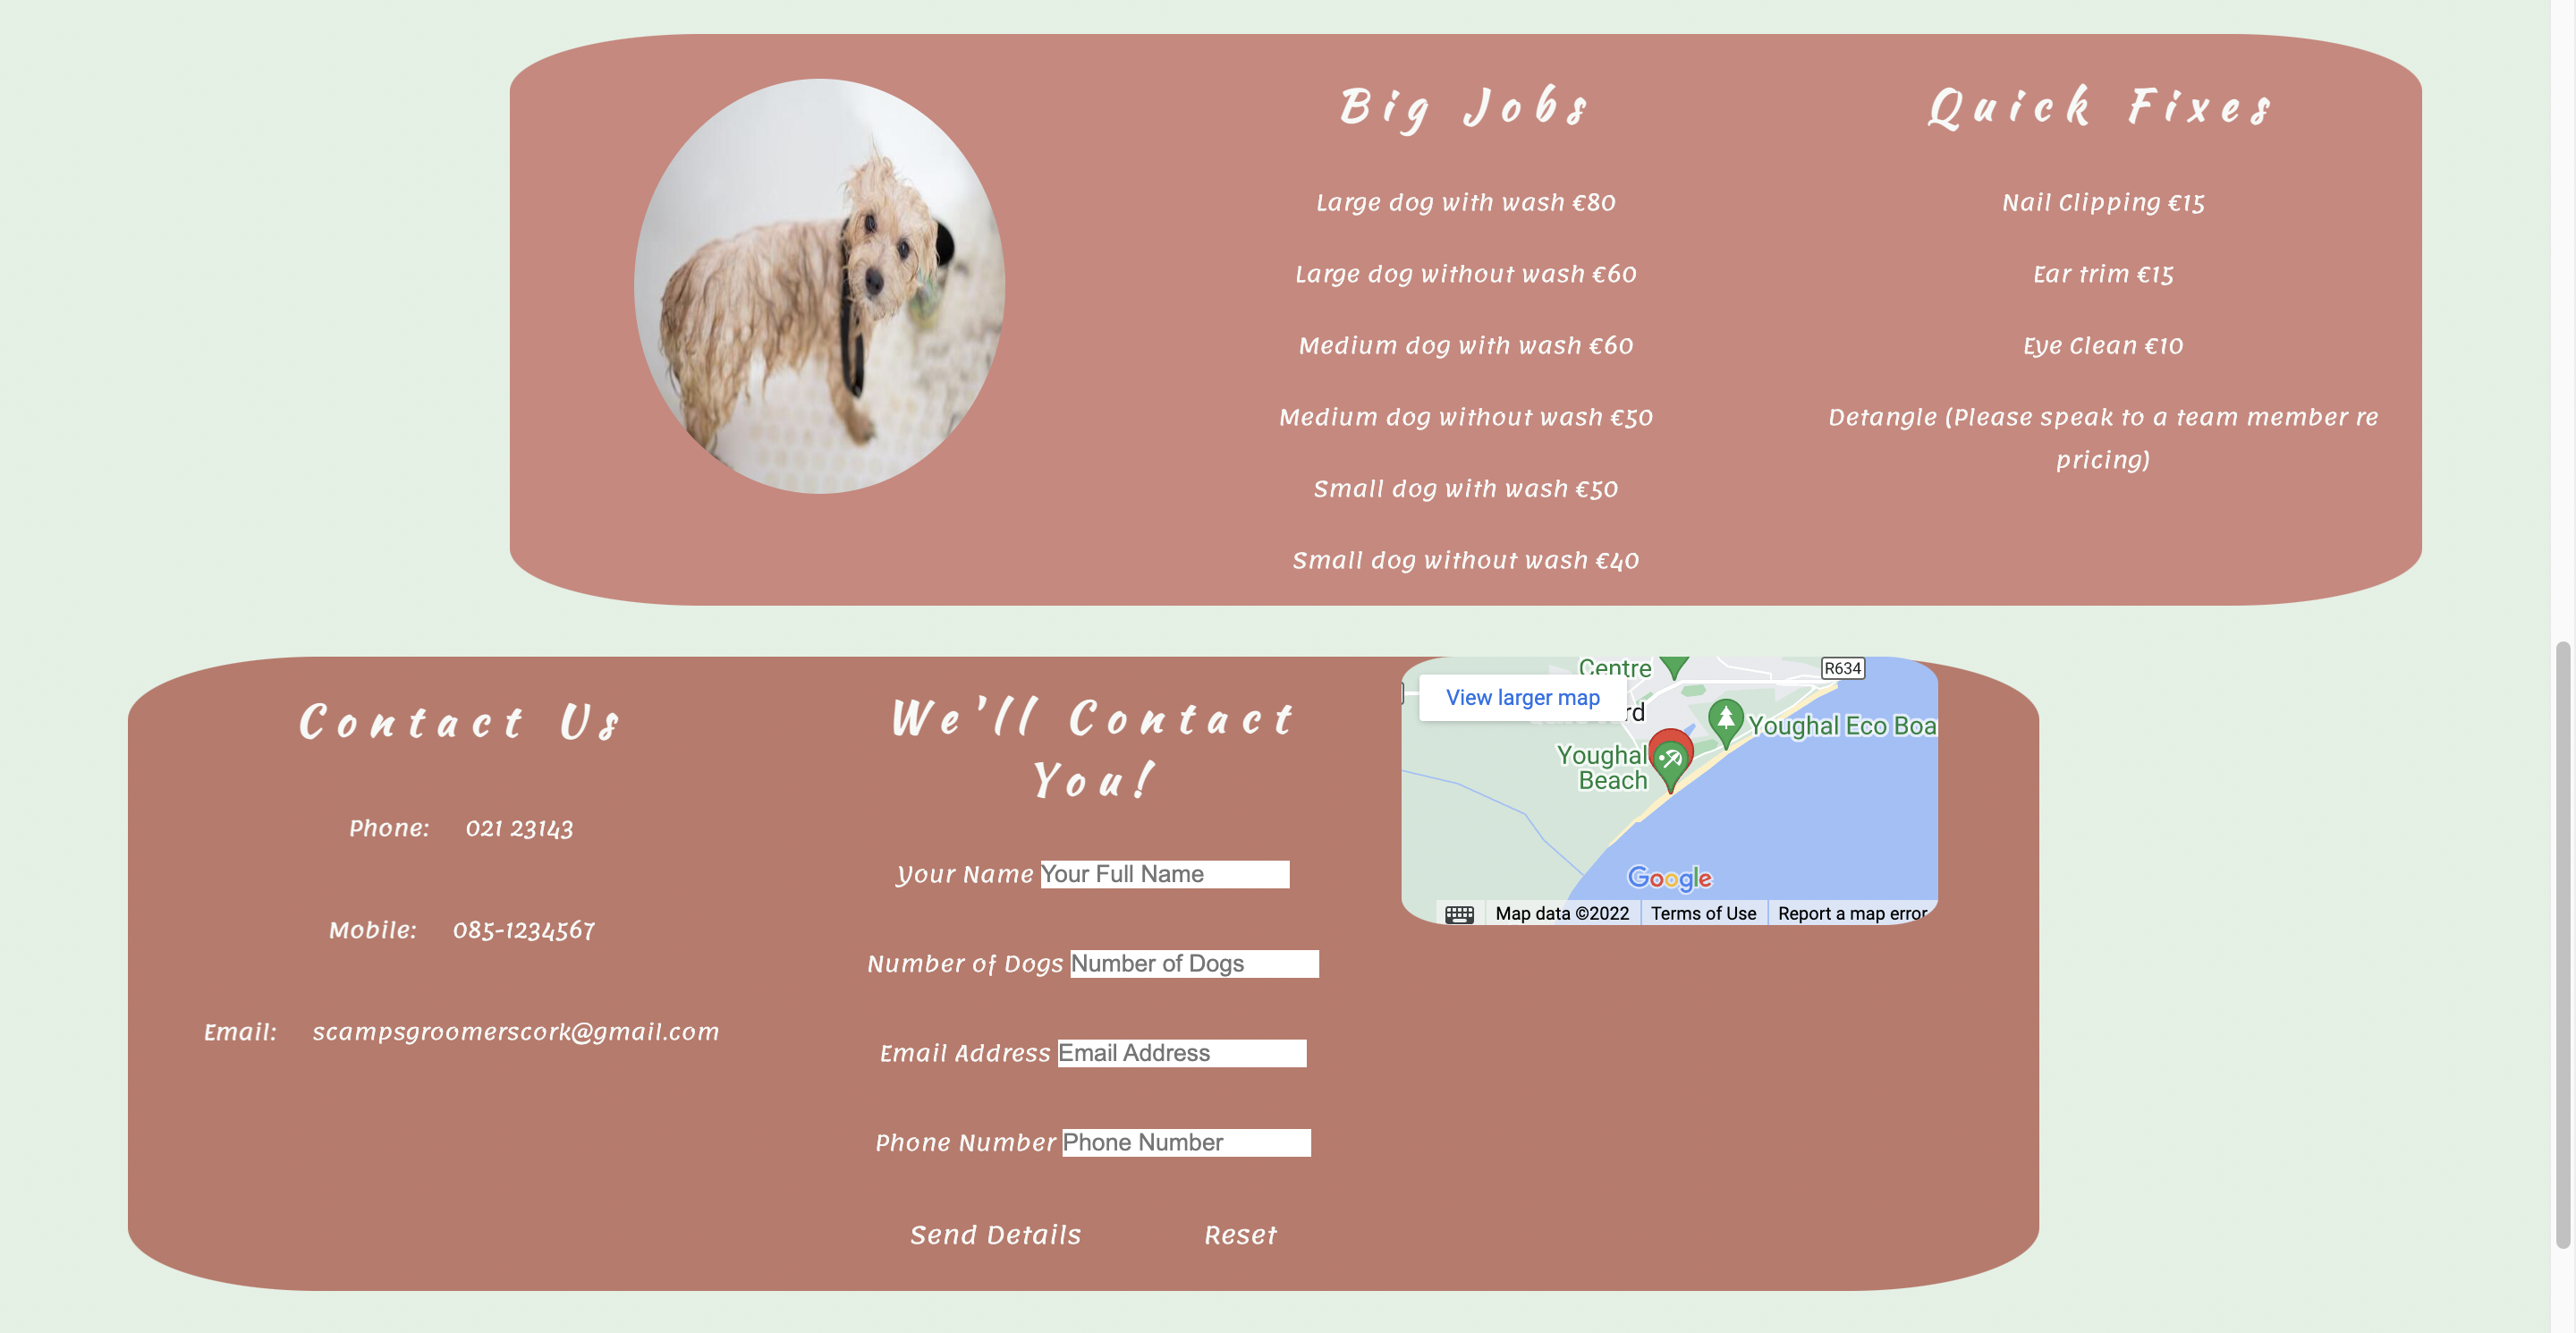 Big Jobs
Large dog with wash €80
Large dog without wash €60
Medium dog with wash €60
Medium dog without wash €50
Small dog with wash €50
Small dog without wash €40
Quick Fixes
Nail Clipping €15
Ear trim €15
Eye Clean €10
Detangle (Please speak to a team member re
pricing)
Contact Us
Phone: 021 23143
Mobile: 085-1234567
Email: scampsgroomerscork@gmail.com
We'll Contact
You!
Your Name Your Full Name
Number of Dogs Number of Dogs
Email Address Email Address
Phone Number Phone Number
Send Details Reset
Centre
R634
View larger map
rd
Youghal Eco Boa
Youghal
Beach
Google
Map data ©2022 Terms of Use Report a map error